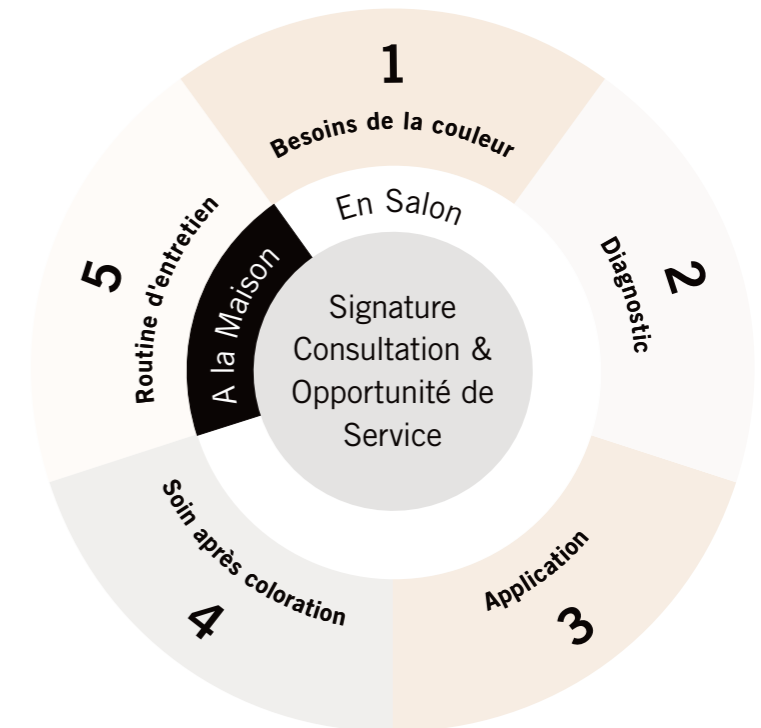 1
Besoins de la couleur
2
Diagnostic
3
Application
4
Soin après coloration
5
Routine d'entretien
En Salon
A la Maison
Signature
Consultation &
Opportunité de
Service